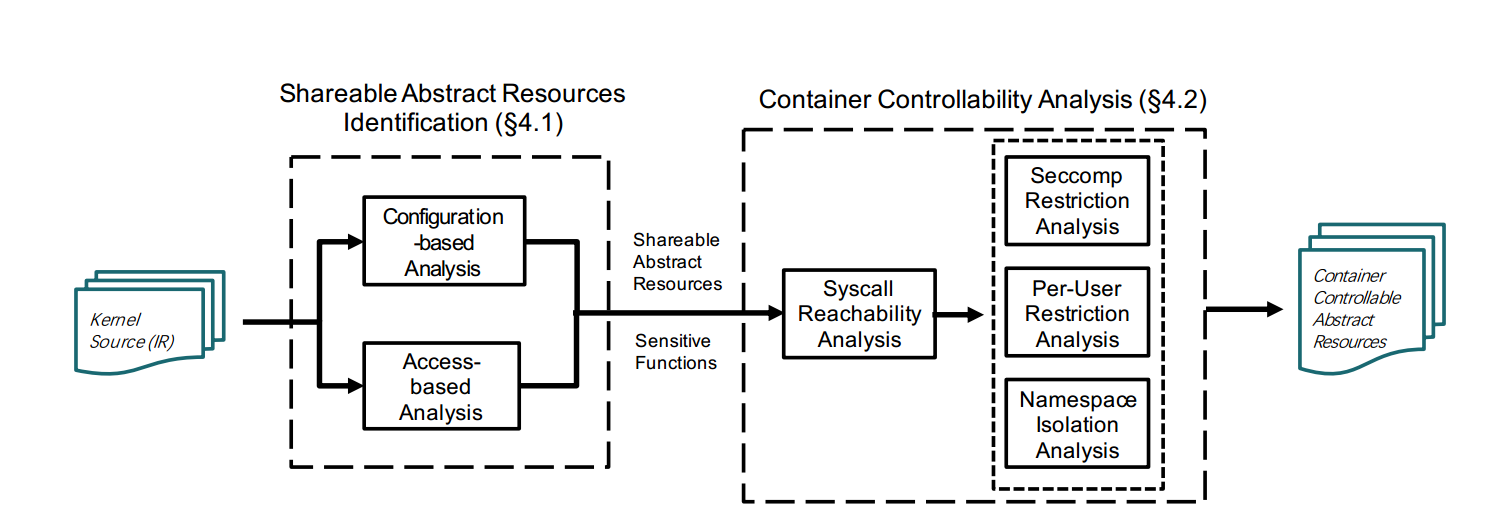 Shareable Abstract Resources
Identification (§4.1)
Container Controllability Analysis (§4.2)
Kernel
Source (IR)
Configuration
-based
Analysis
Access-
based
Analysis
Shareable
Abstract
Resources
Sensitive
Functions
Syscall
Reachability
Analysis
Seccomp
Restriction
Analysis
Per-User
Restriction
Analysis
Namespace
Isolation
Analysis
Container
Controllable
Abstract
Resources